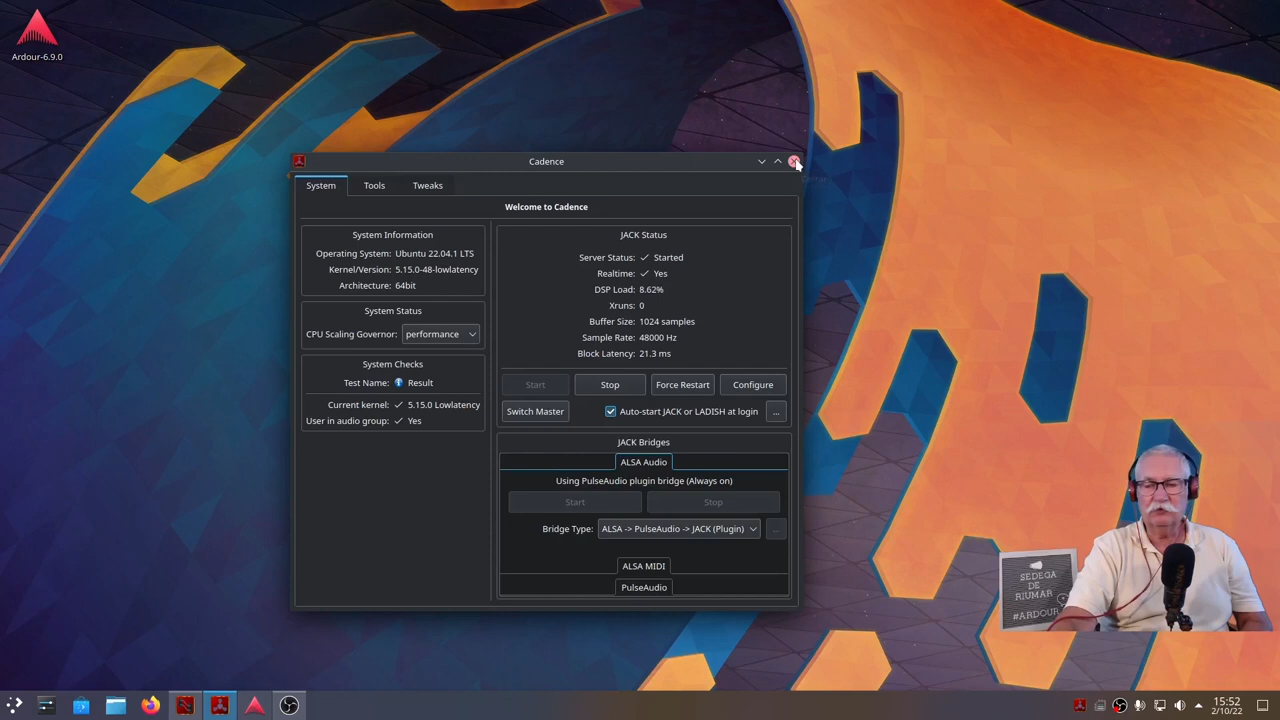 Ardour-6.9.0
Cadence
Cerrar
System
Tools
Tweaks
Welcome to Cadence
System Information
Operating System: Ubuntu 22.04.1 LTS
Kernel/Version: 5.15.0-48-lowlatency
Architecture: 64bit
System Status
CPU Scaling Governor: performance
System Checks
Test Name: Result
Current kernel: ✓ 5.15.0 Lowlatency
User in audio group: ✓ Yes
JACK Status
Server Status: ✓ Started
Realtime: ✓ Yes
DSP Load: 8.62%
Xruns: 0
Buffer Size: 1024 samples
Sample Rate: 48000 Hz
Block Latency: 21.3 ms
Start
Stop
Force Restart
Configure
Switch Master
Auto-start JACK or LADISH at login
...
JACK Bridges
ALSA Audio
Using PulseAudio plugin bridge (Always on)
Start
Stop
Bridge Type: ALSA -> PulseAudio -> JACK (Plugin)
...
ALSA MIDI
PulseAudio
SEDEGA
DE
RIUMAR
#ARDOUR
15:52
2/10/22